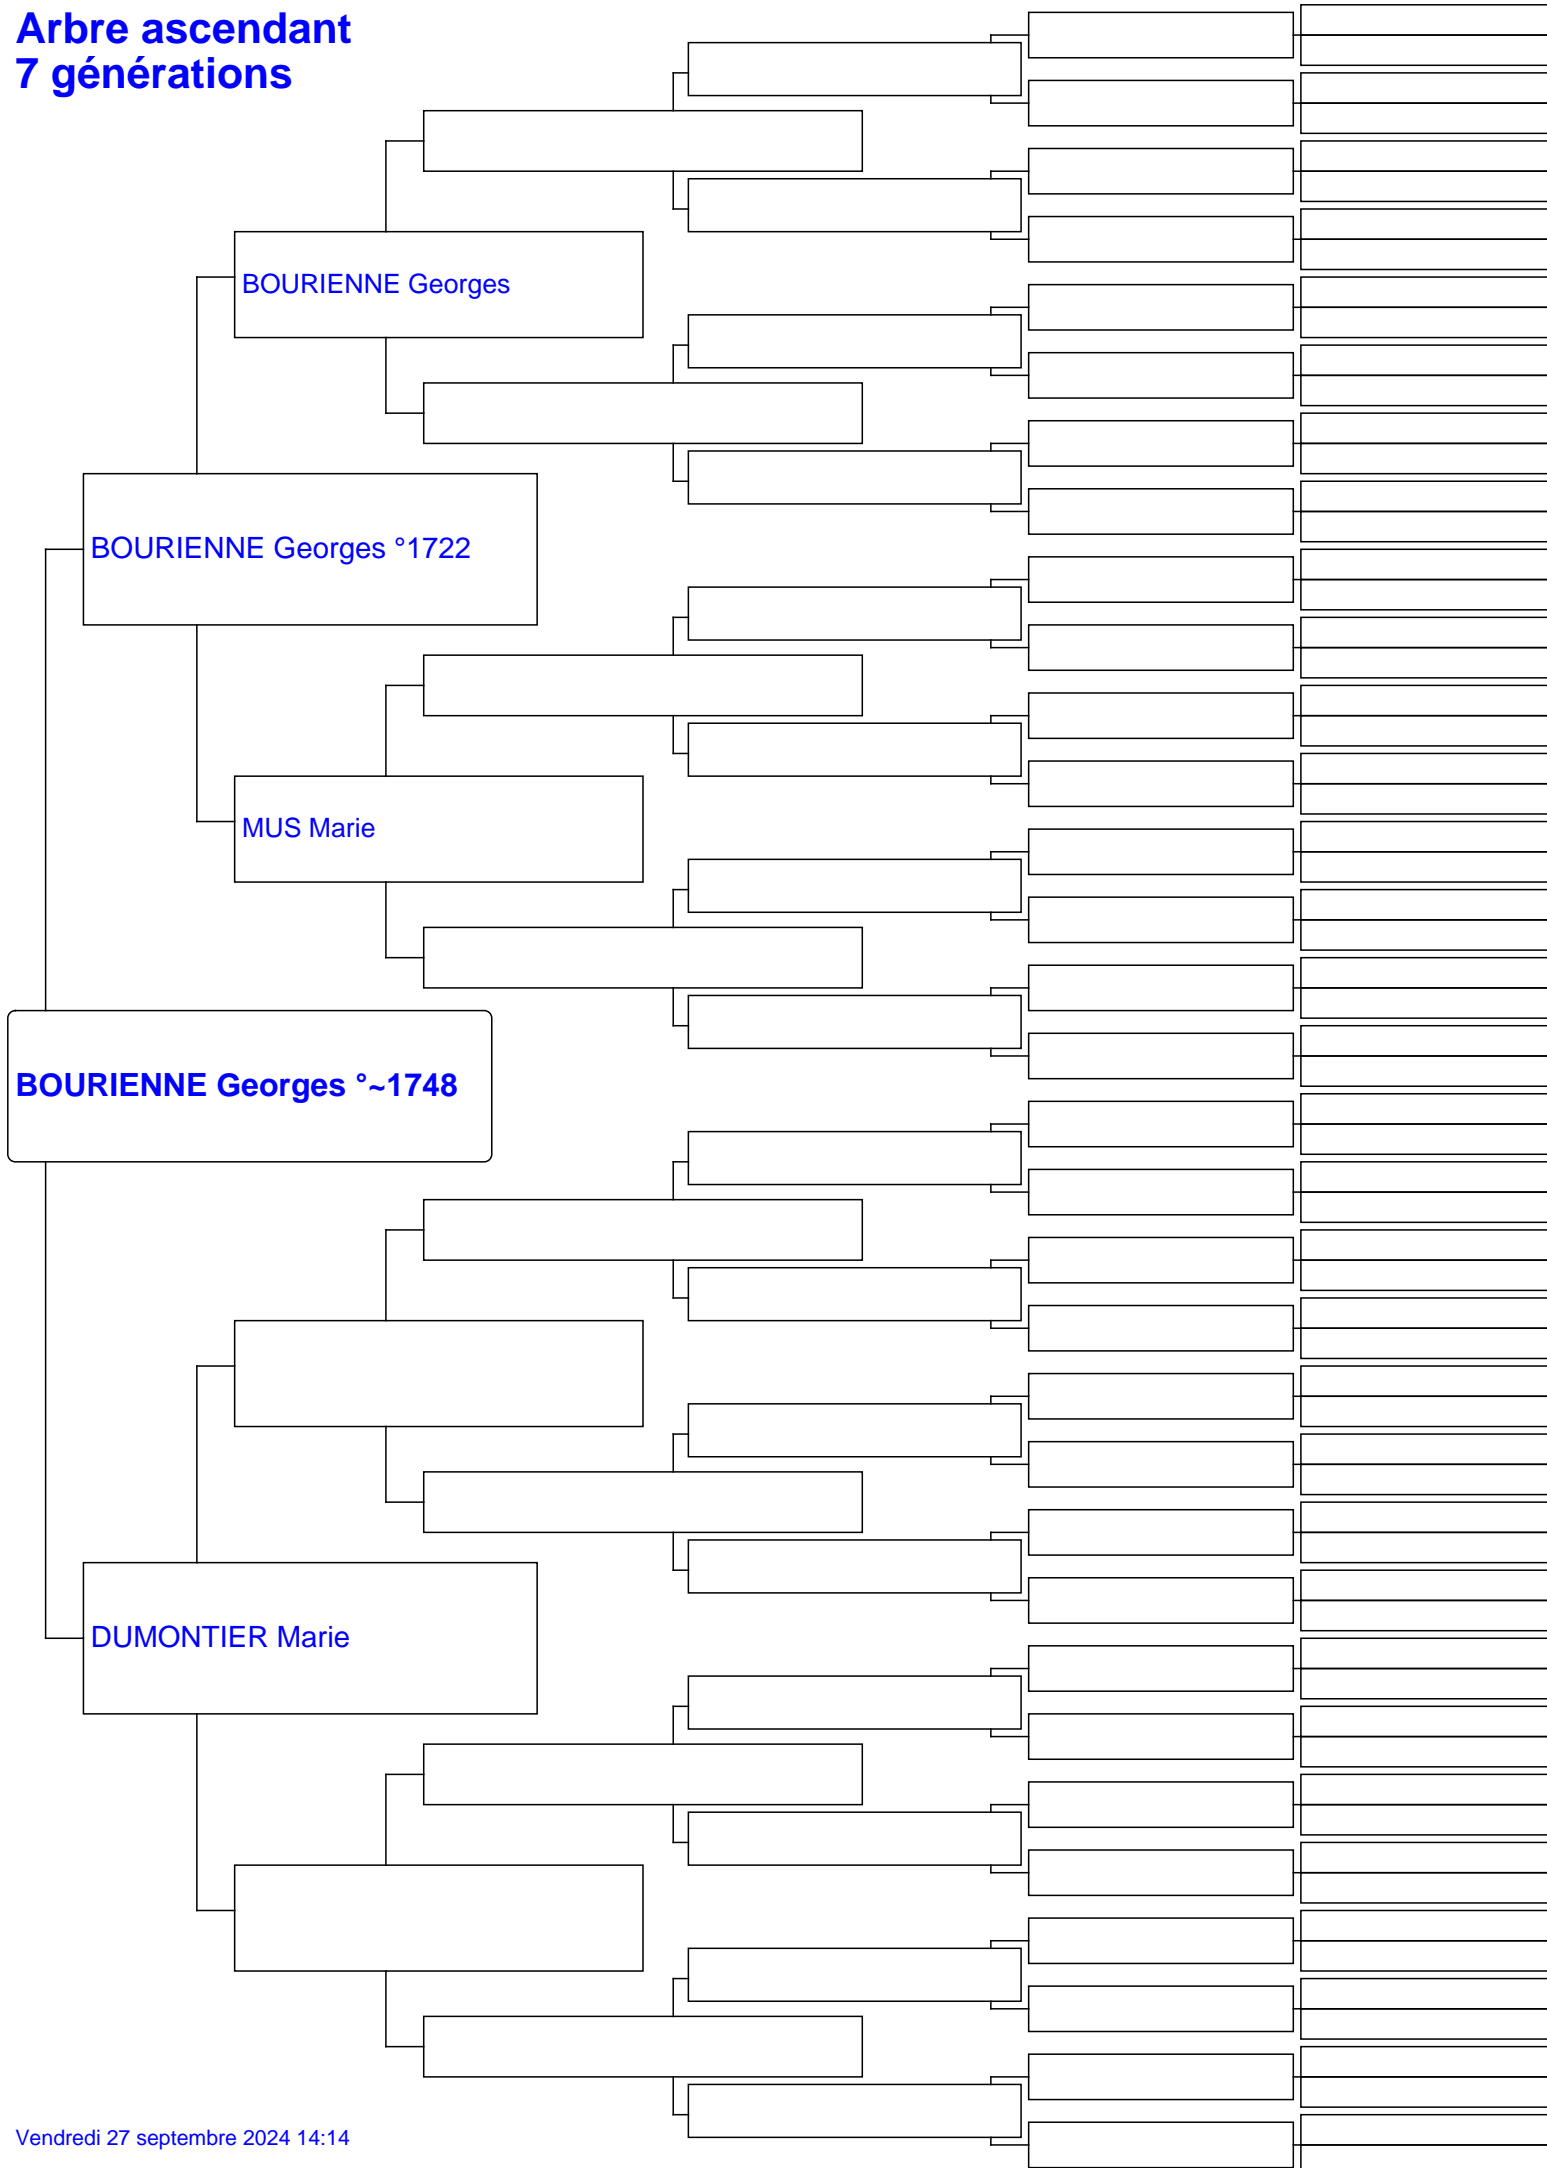 Arbre ascendant
7 générations
BOURIENNE Georges
BOURIENNE Georges °1722
MUS Marie
BOURIENNE Georges °~1748
DUMONTIER Marie
Vendredi 27 septembre 2024 14:14